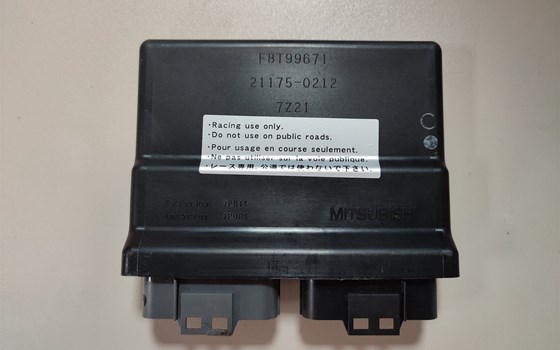 F8T99671
21175-0212
7Z21
・Racing use only.
・Do not use on public roads.
・Pour usage en course seulement.
・Ne pas utiliser sur la voie publique.
・レース専用 公道では使わないで下さい。
MITSUBISHI